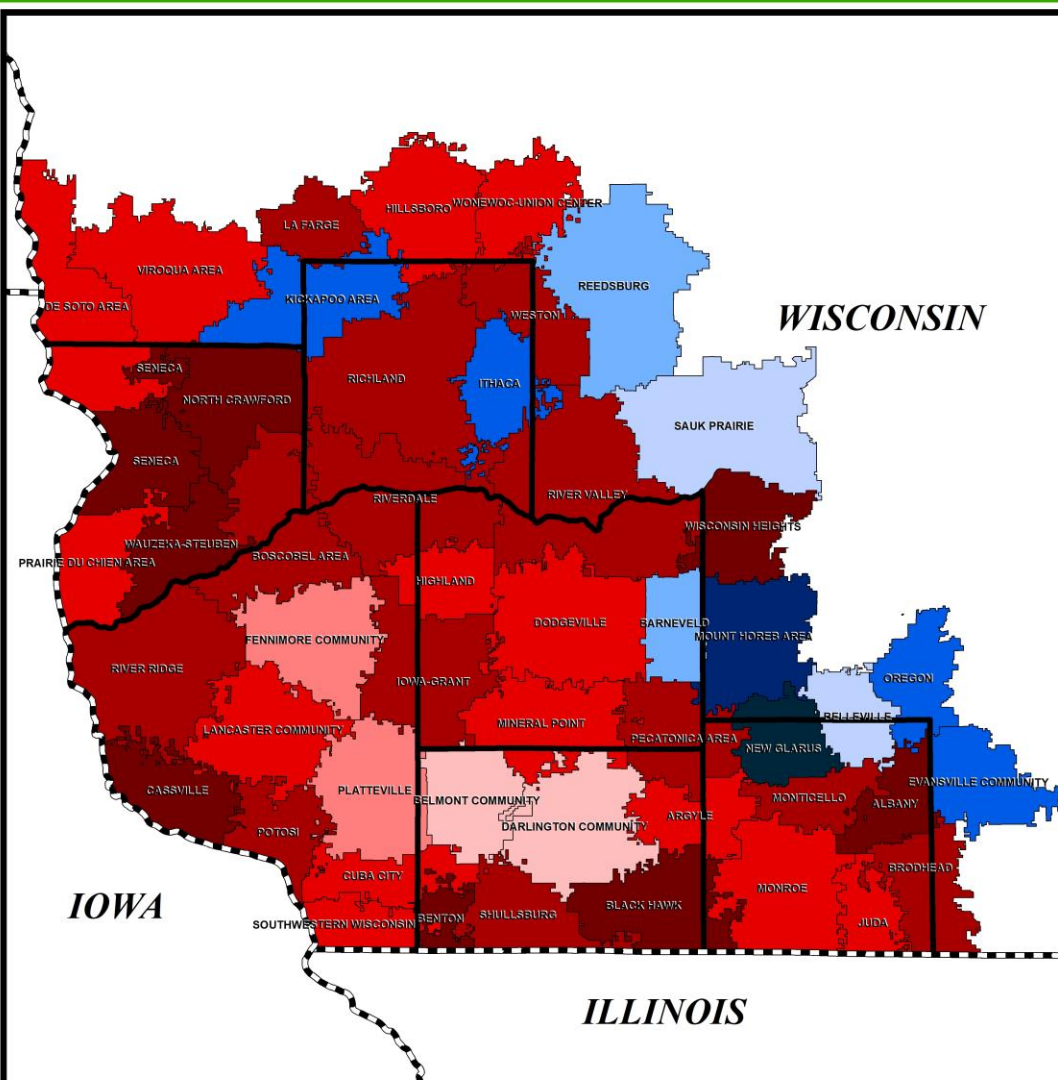 HILLSBORO
WONEWOC-UNION CENTER
LA FARGE
VIROQUA AREA
REEDSBURG
KICKAPOO AREA
DE SOTO AREA
WISCONSIN
WESTON
SENECA
RICHLAND
ITHACA
NORTH CRAWFORD
SAUK PRAIRIE
SENECA
RIVERDALE
RIVER VALLEY
WISCONSIN HEIGHTS
WAUZEKA-STEUBEN
BOSCOBEL AREA
PRAIRIE DU CHIEN AREA
HIGHLAND
DODGEVILLE
BARNEVELD
MOUNT HOREB AREA
FENNIMORE COMMUNITY
RIVER RIDGE
IOWA-GRANT
OREGON
BELLEVILLE
LANCASTER COMMUNITY
MINERAL POINT
PECATONICA AREA
NEW GLARUS
EVANSVILLE COMMUNITY
CASSVILLE
PLATTEVILLE
BELMONT COMMUNITY
MONTICELLO
ALBANY
POTOSI
DARLINGTON COMMUNITY
ARGYLE
CUBA CITY
BRODHEAD
MONROE
IOWA
BLACK HAWK
SOUTHWESTERN WISCONSIN
BENTON
SHULLSBURG
JUDA
ILLINOIS